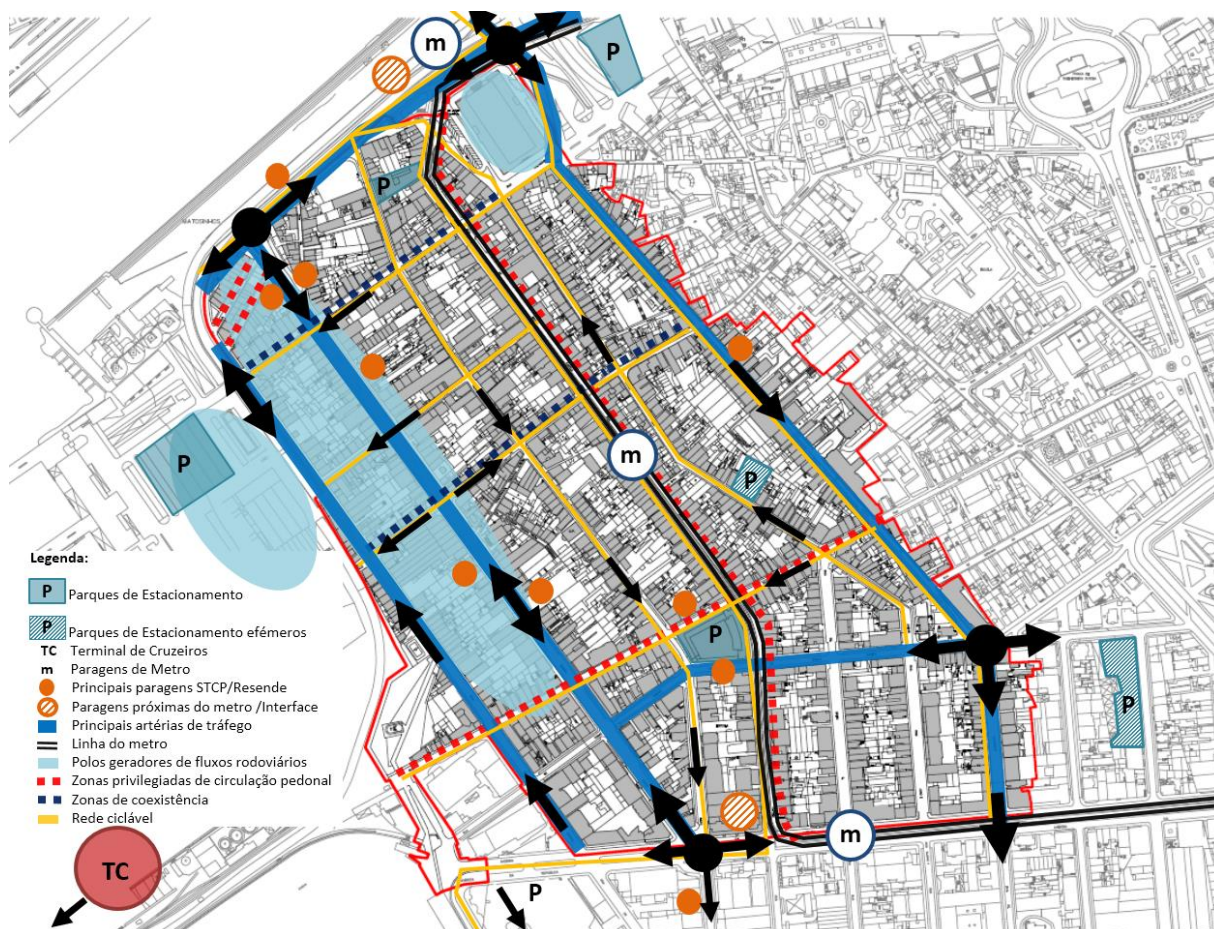 m
P
P
MATOSINHOS
P
m
P
P
P
m
P
Legenda:
P Parques de Estacionamento
P Parques de Estacionamento efémeros
TC Terminal de Cruzeiros
m Paragens de Metro
Principais paragens STCP/Resende
Paragens próximas do metro /Interface
Principais artérias de tráfego
Linha do metro
Polos geradores de fluxos rodoviários
Zonas privilegiadas de circulação pedonal
Zonas de coexistência
Rede ciclável
TC